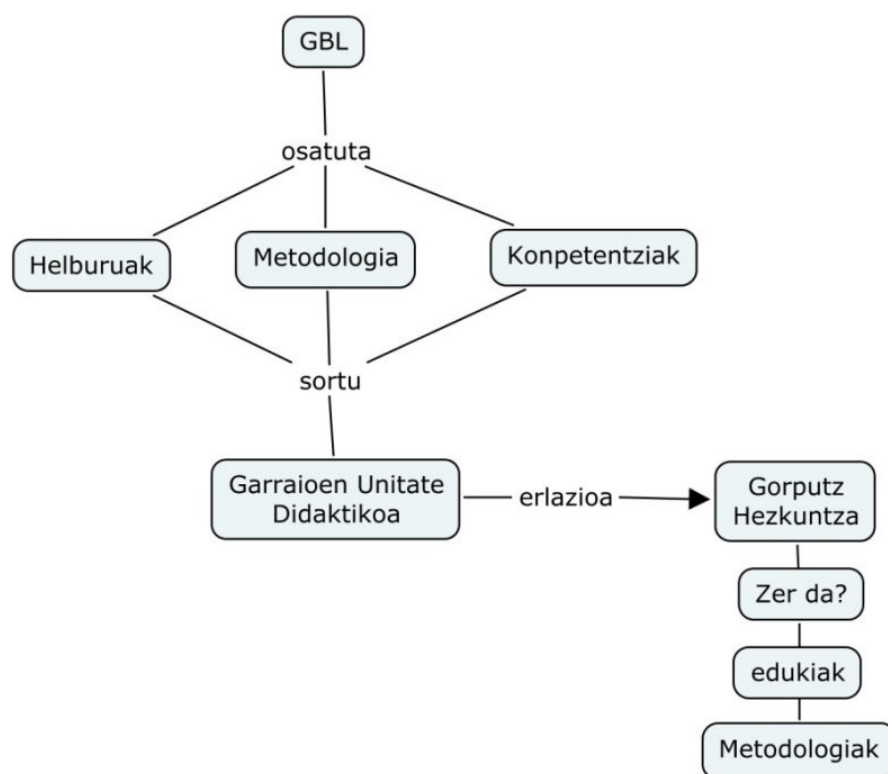 GBL
osatuta
Helburuak
Metodologia
Konpetentziak
sortu
Garraioen Unitate
Didaktikoa
erlazioa
Gorputz
Hezkuntza
Zer da?
edukiak
Metodologiak